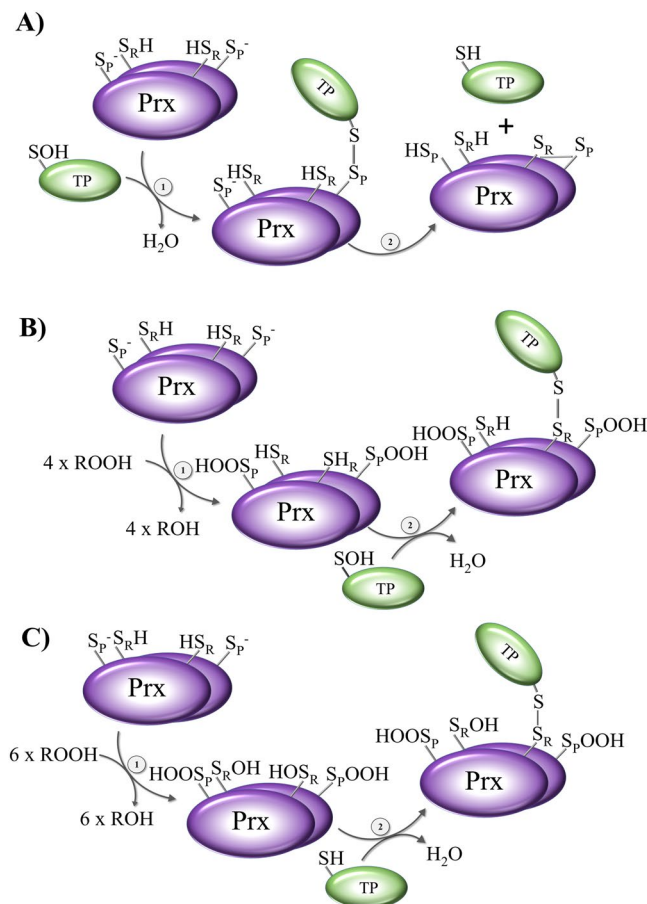 A)
S_P⁻ S_RH HS_R S_P⁻
Prx
SOH
TP
1
H₂O
TP
S
S
S_P⁻ HS_R HS_R S_P
Prx
2
SH
TP
+
HS_P S_RH S_R S_P
Prx
B)
S_P⁻ S_RH HS_R S_P⁻
Prx
4 x ROOH
1
4 x ROH
HOOS_P HS_R SH_R S_POOH
Prx
2
SOH
TP
H₂O
TP
S
HOOS_P S_RH S_R S_POOH
Prx
C)
S_P⁻ S_RH HS_R S_P⁻
Prx
6 x ROOH
1
6 x ROH
HOOS_P S_ROH HOS_R S_POOH
Prx
2
SH
TP
H₂O
TP
S
HOOS_P S_ROH S_R S_POOH
Prx